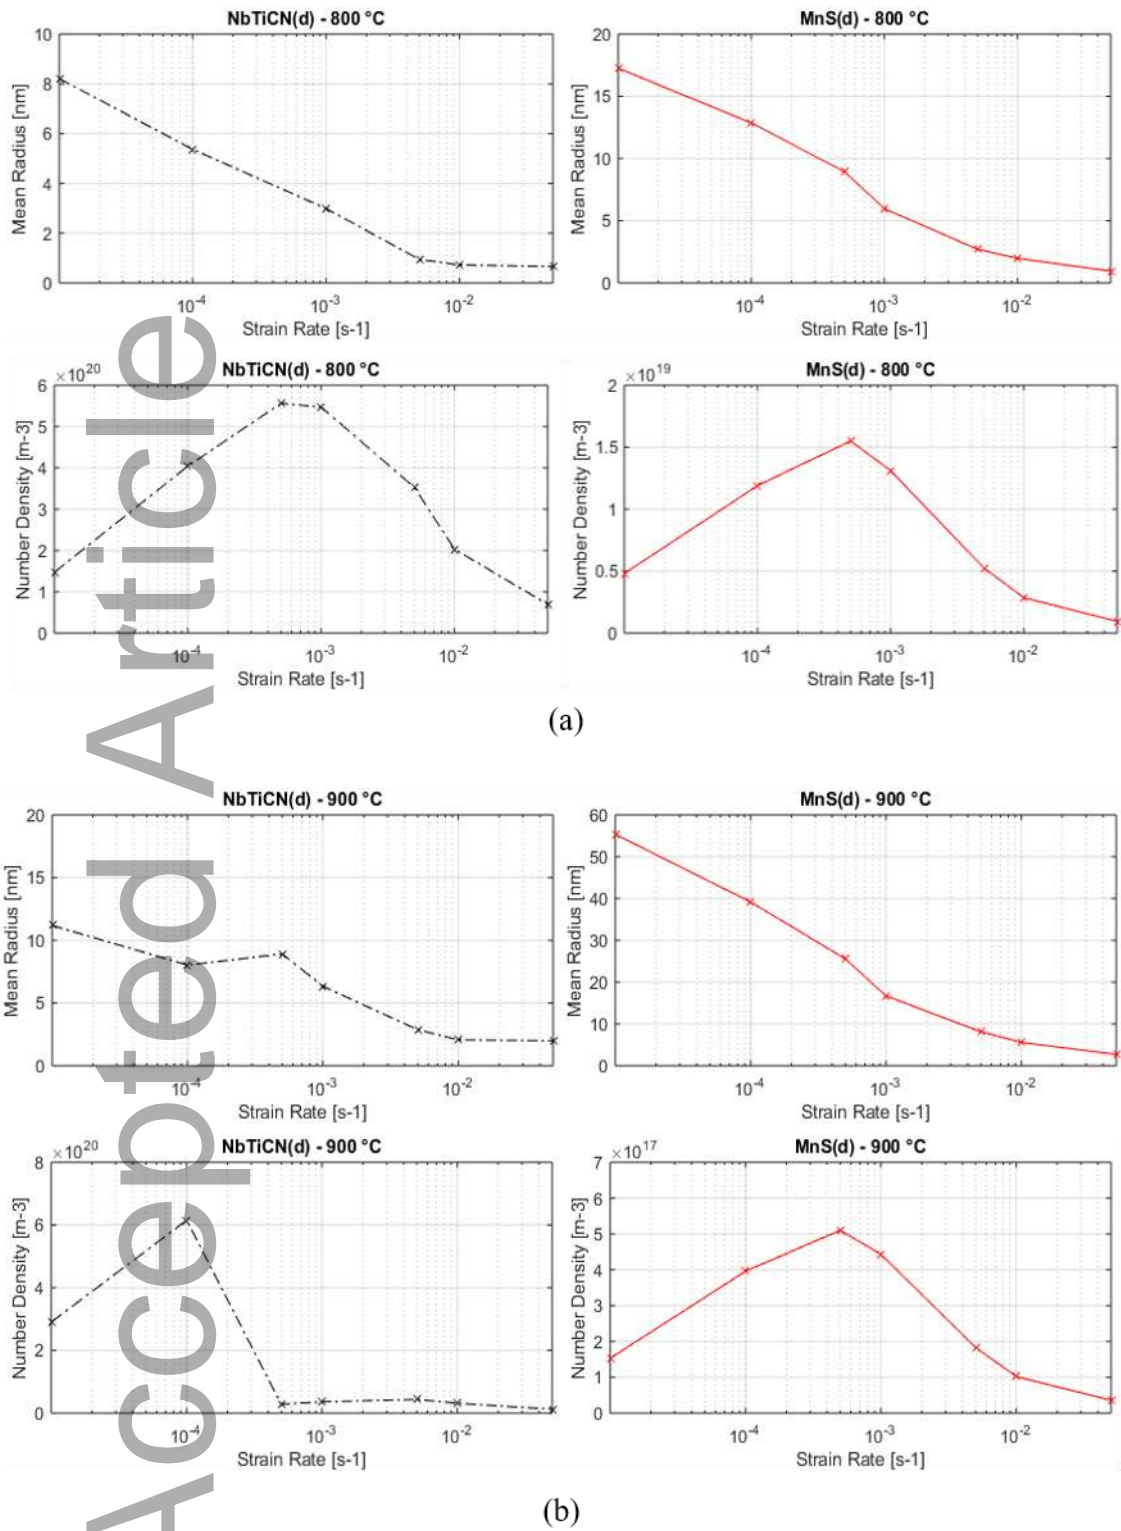 NbTiCN(d) - 800 °C
Mean Radius [nm]
10
8
6
4
2
0
10-4
10-3
10-2
Strain Rate [s-1]
MnS(d) - 800 °C
Mean Radius [nm]
20
15
10
5
0
10-4
10-3
10-2
Strain Rate [s-1]
NbTiCN(d) - 800 °C
×10^20
Number Density [m-3]
6
5
4
3
2
1
0
10-4
10-3
10-2
Strain Rate [s-1]
MnS(d) - 800 °C
×10^19
Number Density [m-3]
2
1.5
1
0.5
0
10-4
10-3
10-2
Strain Rate [s-1]
(a)
NbTiCN(d) - 900 °C
Mean Radius [nm]
20
15
10
5
0
10-4
10-3
10-2
Strain Rate [s-1]
MnS(d) - 900 °C
Mean Radius [nm]
60
50
40
30
20
10
0
10-4
10-3
10-2
Strain Rate [s-1]
NbTiCN(d) - 900 °C
×10^20
Number Density [m-3]
8
6
4
2
0
10-4
10-3
10-2
Strain Rate [s-1]
MnS(d) - 900 °C
×10^17
Number Density [m-3]
7
6
5
4
3
2
1
0
10-4
10-3
10-2
Strain Rate [s-1]
(b)
Accepted Article